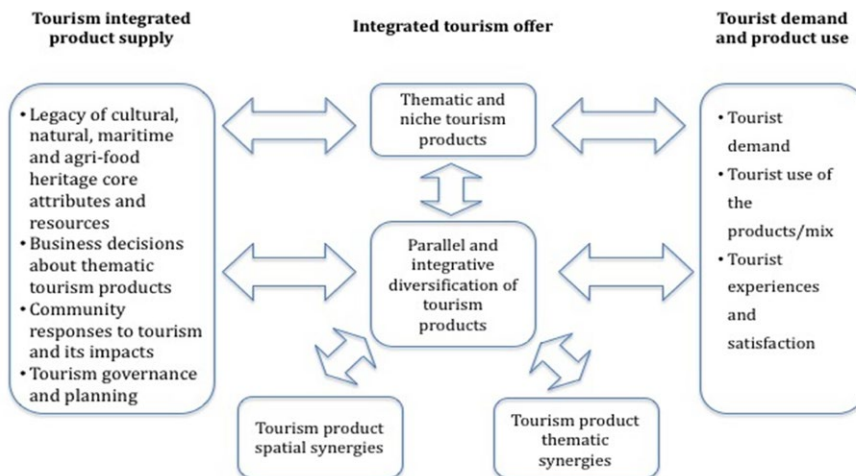 Tourism integrated
product supply
Integrated tourism offer
Tourist demand
and product use
• Legacy of cultural,
natural, maritime
and agri-food
heritage core
attributes and
resources
• Business decisions
about thematic
tourism products
• Community
responses to tourism
and its impacts
• Tourism governance
and planning
Thematic and
niche tourism
products
Parallel and
integrative
diversification of
tourism
products
Tourism product
spatial synergies
Tourism product
thematic
synergies
• Tourist
demand
• Tourist use of
the
products/mix
• Tourist
experiences
and
satisfaction